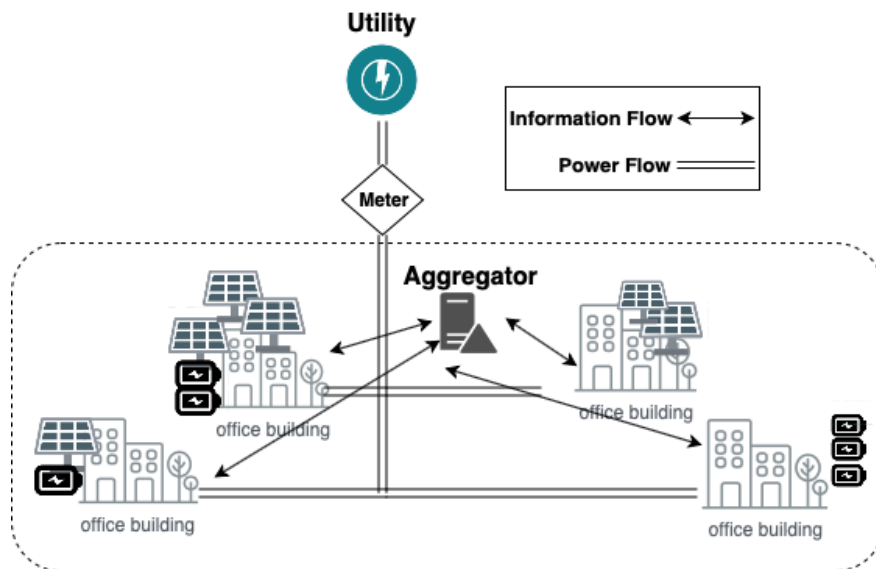 Utility
Information Flow
Power Flow
Meter
Aggregator
office building
office building
office building
office building